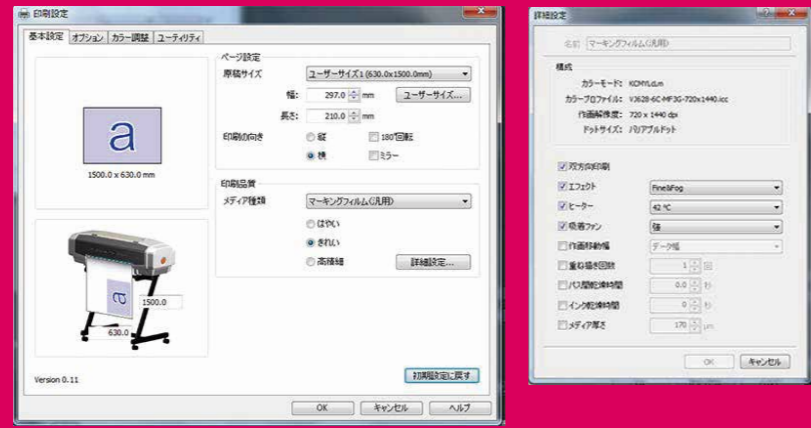 印刷設定
基本設定 オプション カラー調整 ユーティリティ
a
1500.0 x 630.0 mm
a
1500.0
630.0
Version 0.11
ページ設定
原稿サイズ ユーザーサイズ1 (630.0x1500.0mm)
幅: 297.0 mm ユーザーサイズ...
長さ: 210.0 mm
印刷の向き 縦 180°回転
横 ミラー
印刷品質
メディア種類 マーキングフィルム(汎用)
はやい
きれい
高精細 詳細設定...
初期設定に戻す
OK キャンセル ヘルプ
詳細設定
名前 マーキングフィルム(汎用)
構成
カラーモード: KCMYLcLm
カラープロファイル: VJ628-6C-MF3G-720x1440.icc
作画解像度: 720 x 1440 dpi
ドットサイズ: バリアブルドット
双方向印刷
エフェクト Fine&Fog
ヒーター 42 ℃
吸着ファン 強
作画移動幅 データ幅
重ね描き回数 1 回
パス間乾燥時間 0.0 秒
インク乾燥時間 0 秒
メディア厚さ 170 μm
OK キャンセル